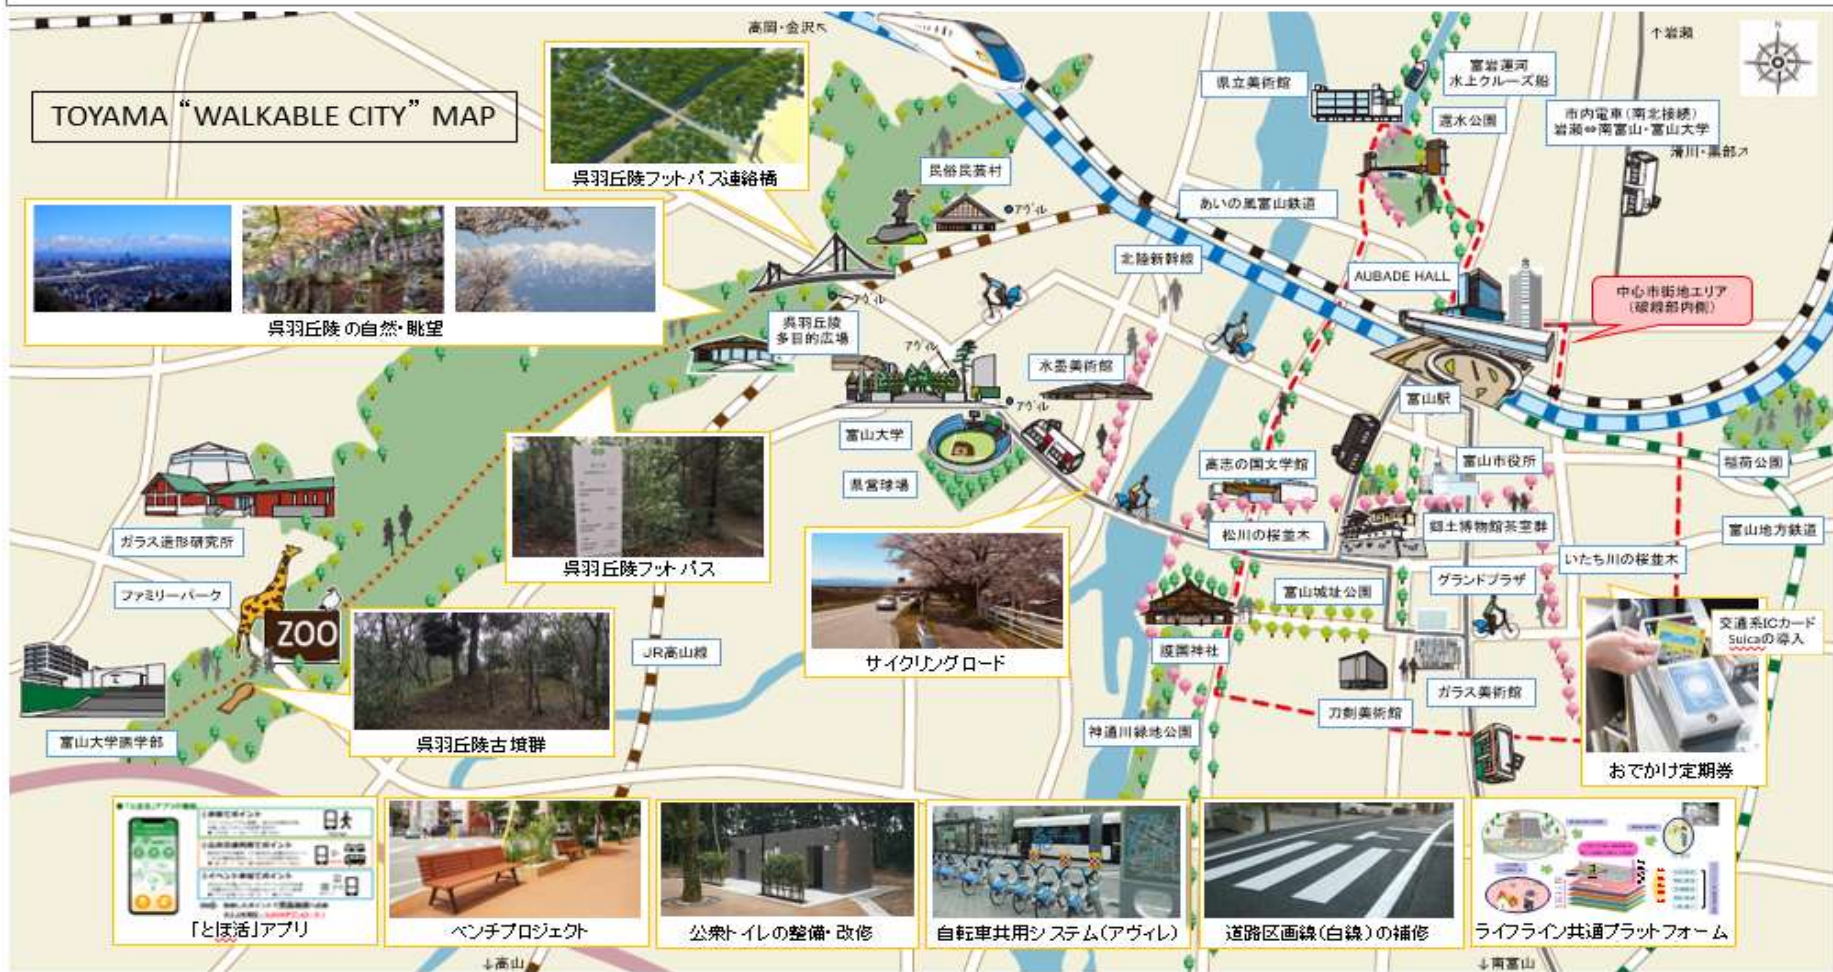 高岡・金沢↖
↑岩瀬
N
TOYAMA “WALKABLE CITY” MAP
呉羽丘陵フットパス連絡橋
県立美術館
富岩運河
水上クルーズ船
環水公園
市内電車(南北接続)
岩瀬⇔南富山・富山大学
滑川・黒部↗
民俗民芸村
アヴィレ
あいの風富山鉄道
北陸新幹線
AUBADE HALL
中心市街地エリア
(破線部内側)
呉羽丘陵の自然・眺望
アヴィレ
呉羽丘陵
多目的広場
アヴィレ
水墨美術館
アヴィレ
富山駅
富山大学
県営球場
高志の国文学館
富山市役所
稲荷公園
ガラス造形研究所
呉羽丘陵フットパス
松川の桜並木
郷土博物館茶室群
富山地方鉄道
いたち川の桜並木
ファミリーパーク
ZOO
富山城址公園
グランドプラザ
交通系ICカード
Suicaの導入
JR高山線
サイクリングロード
護国神社
ガラス美術館
刀剣美術館
富山大学医学部
呉羽丘陵古墳群
神通川緑地公園
おでかけ定期券
「とほ活」アプリ
ベンチプロジェクト
公衆トイレの整備・改修
自転車共用システム(アヴィレ)
道路区画線(白線)の補修
ライフライン共通プラットフォーム
↓高山
↓南富山